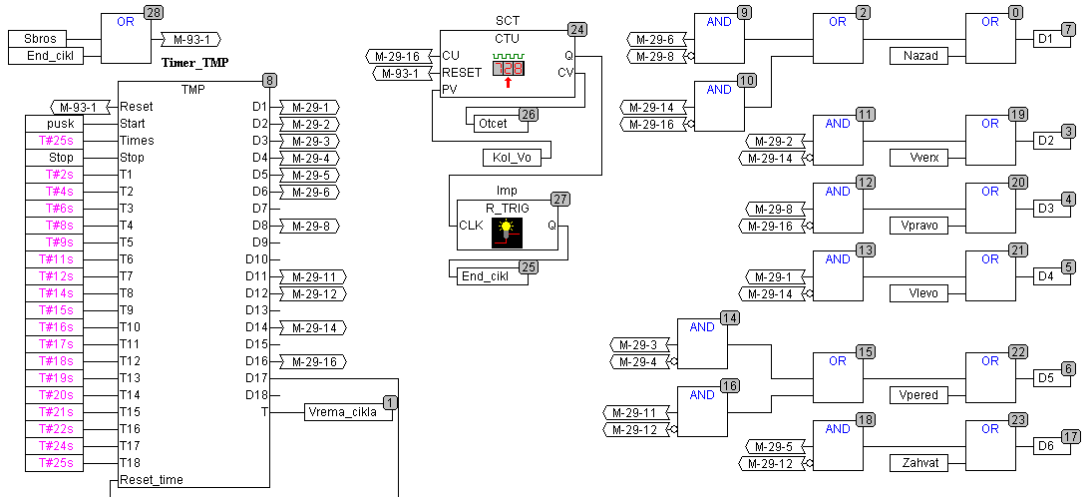 28
OR
Sbros
End_cikl
M-93-1
Timer_TMP
8
TMP
M-93-1
Reset
D1
M-29-1
pusk
Start
D2
M-29-2
T#25s
Times
D3
M-29-3
Stop
Stop
D4
M-29-4
T#2s
T1
D5
M-29-5
T#4s
T2
D6
M-29-6
T#6s
T3
D7
T#8s
T4
D8
M-29-8
T#9s
T5
D9
T#11s
T6
D10
T#12s
T7
D11
M-29-11
T#14s
T8
D12
M-29-12
T#15s
T9
D13
T#16s
T10
D14
M-29-14
T#17s
T11
D15
T#18s
T12
D16
M-29-16
T#19s
T13
D17
T#20s
T14
D18
T#21s
T15
T
Vrema_cikla
1
T#22s
T16
T#24s
T17
T#25s
T18
Reset_time
SCT
24
CTU
M-29-16
CU
Q
M-93-1
RESET
CV
PV
26
Otcet
Kol_Vo
Imp
27
R_TRIG
CLK
Q
25
End_cikl
9
AND
M-29-6
M-29-8
2
OR
0
OR
Nazad
7
D1
10
AND
M-29-14
M-29-16
11
AND
M-29-2
M-29-14
19
OR
Vverx
3
D2
12
AND
M-29-8
M-29-16
20
OR
Vpravo
4
D3
13
AND
M-29-1
M-29-14
21
OR
Vlevo
5
D4
14
AND
M-29-3
M-29-4
15
OR
22
OR
Vpered
6
D5
16
AND
M-29-11
M-29-12
18
AND
M-29-5
M-29-12
23
OR
Zahvat
17
D6